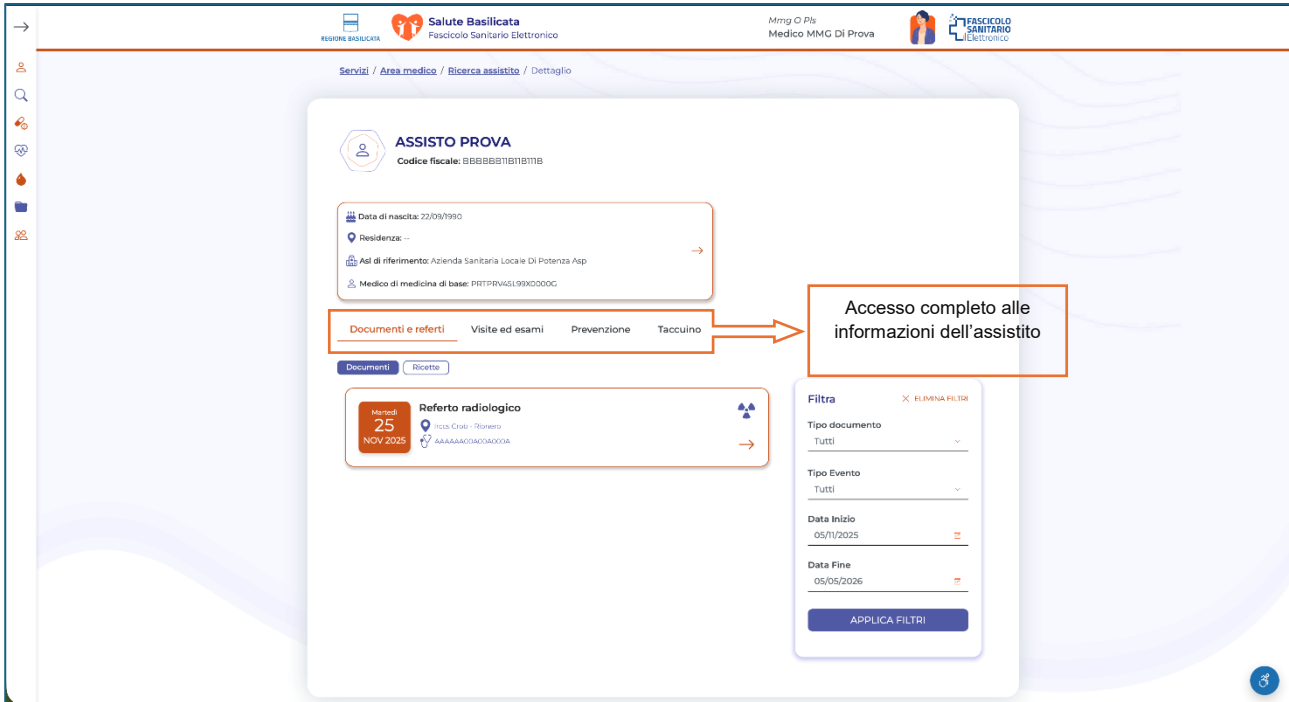 REGIONE BASILICATA
Salute Basilicata
Fascicolo Sanitario Elettronico
Mmg O Pls
Medico MMG Di Prova
FASCICOLO
SANITARIO
Elettronico
Servizi / Area medico / Ricerca assistito / Dettaglio
ASSISTO PROVA
Codice fiscale: BBBBBB11B11B111B
Data di nascita: 22/09/1990
Residenza: --
Asl di riferimento: Azienda Sanitaria Locale Di Potenza Asp
Medico di medicina di base: PRTPRV45L99X0000G
Documenti e referti
Visite ed esami
Prevenzione
Taccuino
Accesso completo alle
informazioni dell'assistito
Documenti
Ricette
Martedì
25
NOV 2025
Referto radiologico
Irccs Crob - Rionero
AAAAAA00A00A000A
Filtra
ELIMINA FILTRI
Tipo documento
Tutti
Tipo Evento
Tutti
Data Inizio
05/11/2025
Data Fine
05/05/2026
APPLICA FILTRI